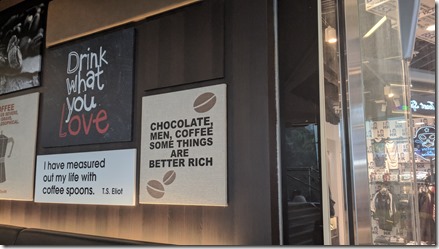 Drink
what
you
Love
COFFEE
I have measured
out my life with
coffee spoons. T.S. Eliot
CHOCOLATE,
MEN, COFFEE
SOME THINGS
ARE
BETTER RICH